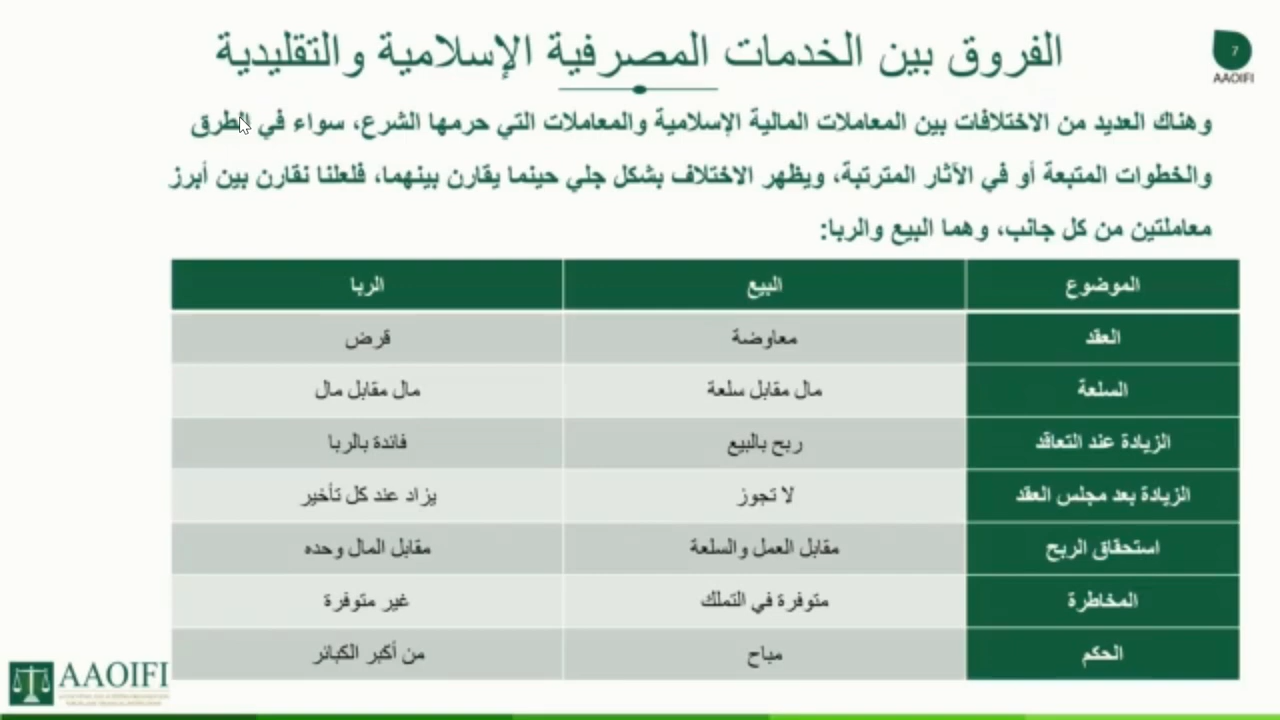 الفروق بين الخدمات المصرفية الإسلامية والتقليدية
7
AAOIFI
وهناك العديد من الاختلافات بين المعاملات المالية الإسلامية والمعاملات التي حرمها الشرع، سواء في الطرق
والخطوات المتبعة أو في الآثار المترتبة، ويظهر الاختلاف بشكل جلي حينما يقارن بينهما، فلعلنا نقارن بين أبرز
معاملتين من كل جانب، وهما البيع والربا:
الموضوع البيع الربا
العقد معاوضة قرض
السلعة مال مقابل سلعة مال مقابل مال
الزيادة عند التعاقد ربح بالبيع فائدة بالربا
الزيادة بعد مجلس العقد لا تجوز يزاد عند كل تأخير
استحقاق الربح مقابل العمل والسلعة مقابل المال وحده
المخاطرة متوفرة في التملك غير متوفرة
الحكم مباح من أكبر الكبائر
AAOIFI